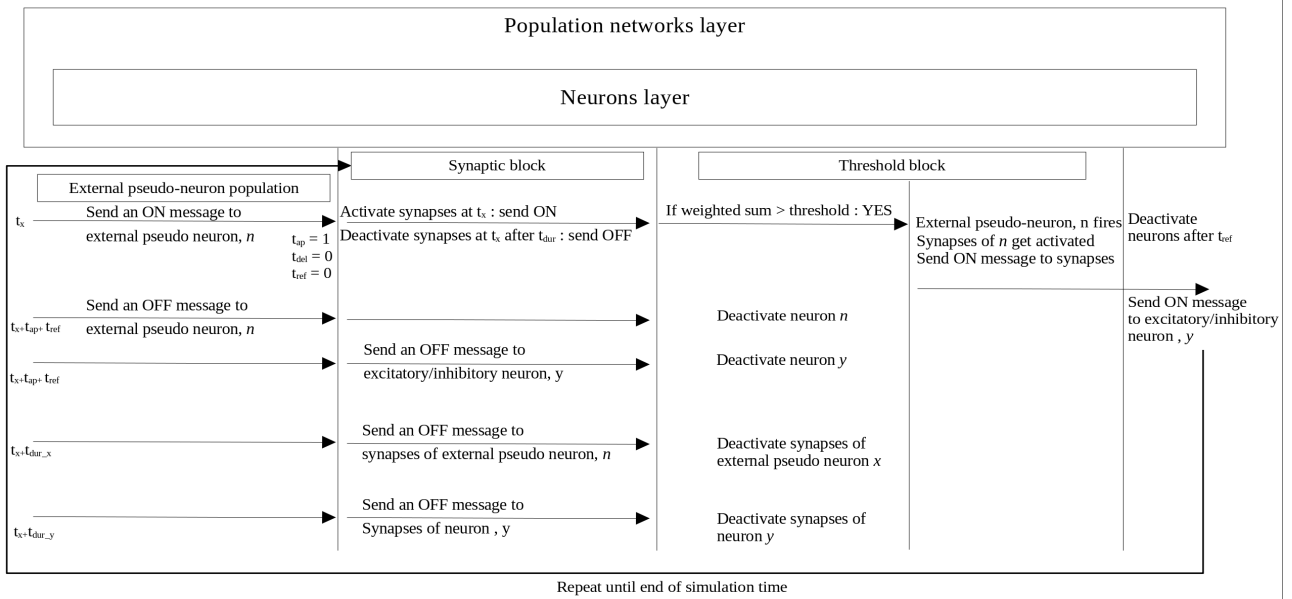 Population networks layer
Neurons layer
Synaptic block
Threshold block
External pseudo-neuron population
tx
Send an ON message to
external pseudo neuron, n
tap = 1
tdel = 0
tref = 0
Activate synapses at tx : send ON
Deactivate synapses at tx after tdur : send OFF
If weighted sum > threshold : YES
External pseudo-neuron, n fires
Synapses of n get activated
Send ON message to synapses
Deactivate
neurons after tref
Send ON message
to excitatory/inhibitory
neuron , y
tx+tap+ tref
Send an OFF message to
external pseudo neuron, n
Deactivate neuron n
tx+tap+ tref
Send an OFF message to
excitatory/inhibitory neuron, y
Deactivate neuron y
tx+tdur_x
Send an OFF message to
synapses of external pseudo neuron, n
Deactivate synapses of
external pseudo neuron x
tx+tdur_y
Send an OFF message to
Synapses of neuron , y
Deactivate synapses of
neuron y
Repeat until end of simulation time